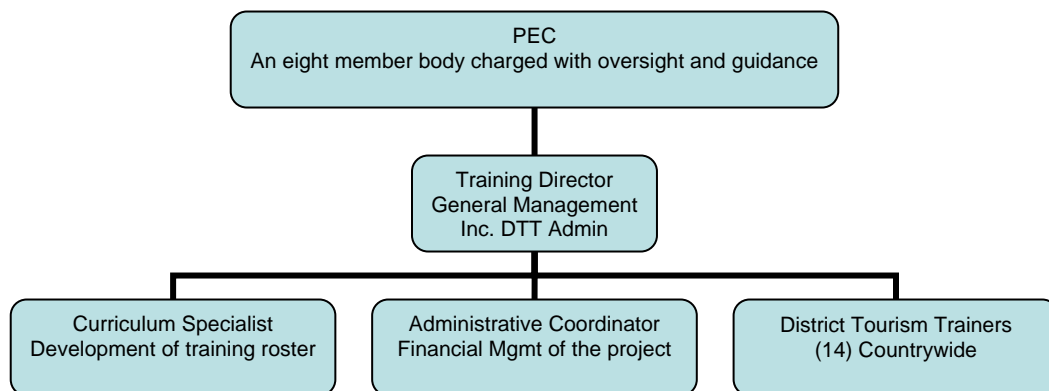 PEC
An eight member body charged with oversight and guidance
Training Director
General Management
Inc. DTT Admin
Curriculum Specialist
Development of training roster
Administrative Coordinator
Financial Mgmt of the project
District Tourism Trainers
(14) Countrywide